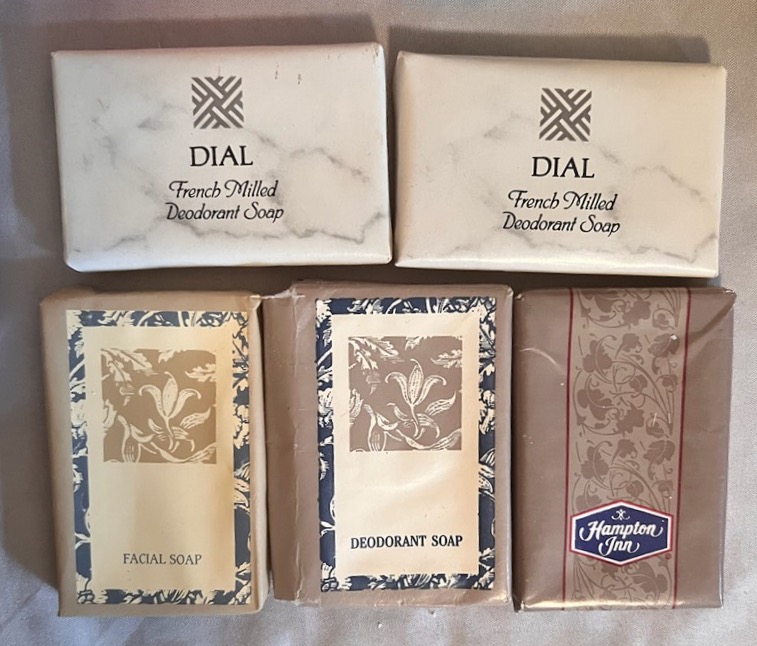 DIAL
French Milled
Deodorant Soap
DIAL
French Milled
Deodorant Soap
FACIAL SOAP
DEODORANT SOAP
Hampton
Inn